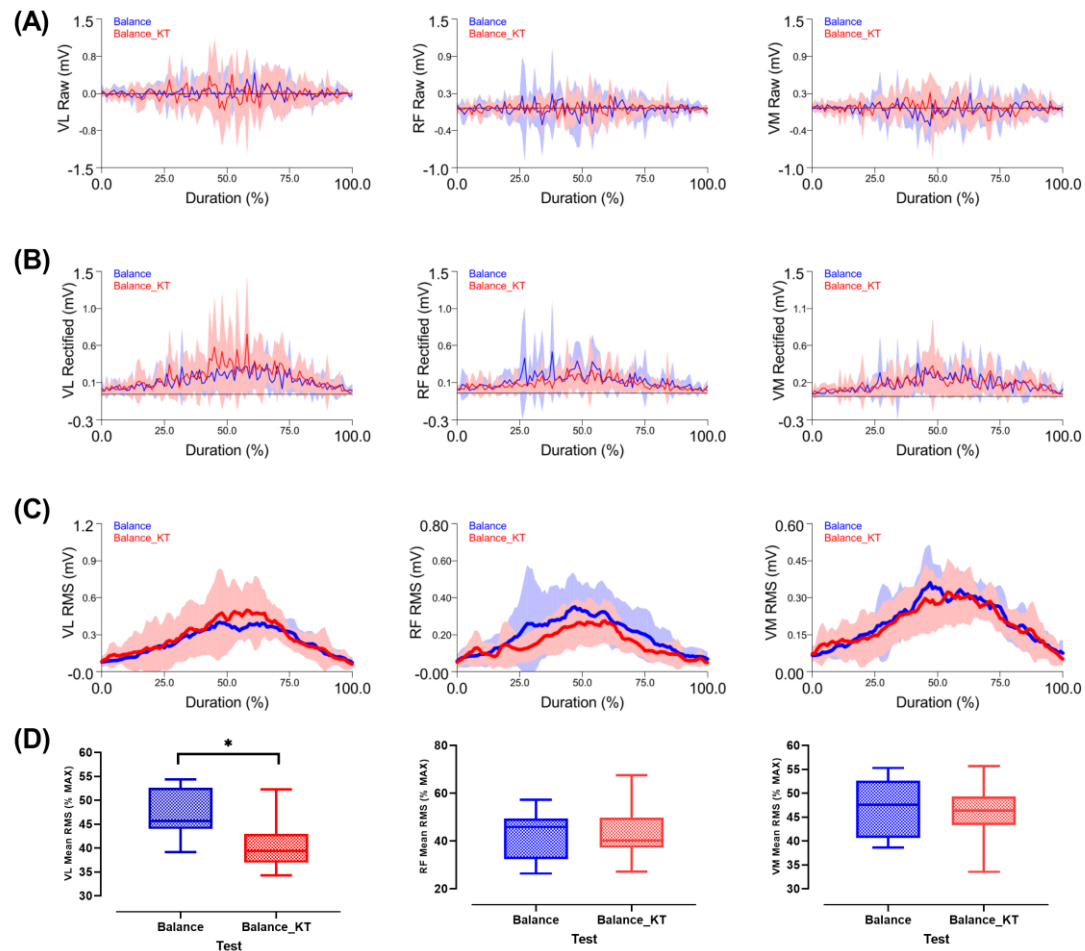 (A)
Balance
Balance_KT
VL Raw (mV)
1.5
0.8
0.0
-0.8
-1.5
0.0 25.0 50.0 75.0 100.0
Duration (%)
Balance
Balance_KT
RF Raw (mV)
1.5
0.9
0.3
-0.4
-1.0
0.0 25.0 50.0 75.0 100.0
Duration (%)
Balance
Balance_KT
VM Raw (mV)
1.5
0.9
0.3
-0.4
-1.0
0.0 25.0 50.0 75.0 100.0
Duration (%)
(B)
Balance
Balance_KT
VL Rectified (mV)
1.5
1.0
0.6
0.1
-0.3
0.0 25.0 50.0 75.0 100.0
Duration (%)
Balance
Balance_KT
RF Rectified (mV)
1.5
1.0
0.6
0.1
-0.3
0.0 25.0 50.0 75.0 100.0
Duration (%)
Balance
Balance_KT
VM Rectified (mV)
1.5
1.1
0.6
0.2
-0.3
0.0 25.0 50.0 75.0 100.0
Duration (%)
(C)
Balance
Balance_KT
VL RMS (mV)
1.2
0.9
0.6
0.3
-0.0
0.0 25.0 50.0 75.0 100.0
Duration (%)
Balance
Balance_KT
RF RMS (mV)
0.80
0.60
0.40
0.20
-0.00
0.0 25.0 50.0 75.0 100.0
Duration (%)
Balance
Balance_KT
VM RMS (mV)
0.60
0.45
0.30
0.15
0.00
0.0 25.0 50.0 75.0 100.0
Duration (%)
(D)
VL Mean RMS (% MAX)
60
55
50
45
40
35
30
*
Balance Balance_KT
Test
RF Mean RMS (% MAX)
80
60
40
20
Balance Balance_KT
Test
VM Mean RMS (% MAX)
60
55
50
45
40
35
30
Balance Balance_KT
Test